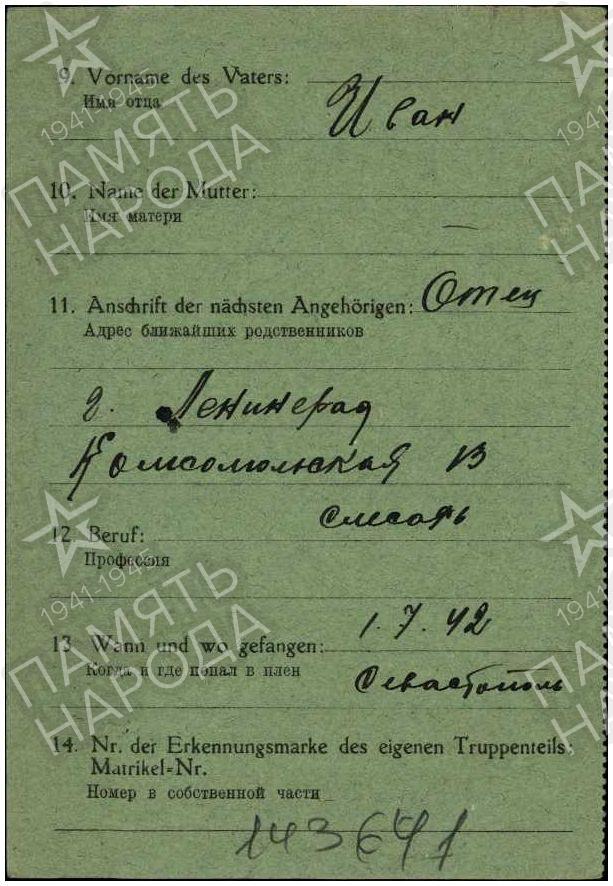 9. Vorname des Vaters:
Имя отца
Иван
10. Name der Mutter:
Имя матери
—
11. Anschrift der nächsten Angehörigen: Отец
Адрес ближайших родственников
г. Ленинград
Комсомольская 13
12. Beruf: слесарь
Профессия
13. Wann und wo gefangen: 1.7.42
Когда и где попал в плен Севастополь
14. Nr. der Erkennungsmarke des eigenen Truppenteils:
Matrikel=Nr.
Номер в собственной части
143641
1941-1945
ПАМЯТЬ
НАРОДА
1941-1945
ПАМЯТЬ
НАРОДА